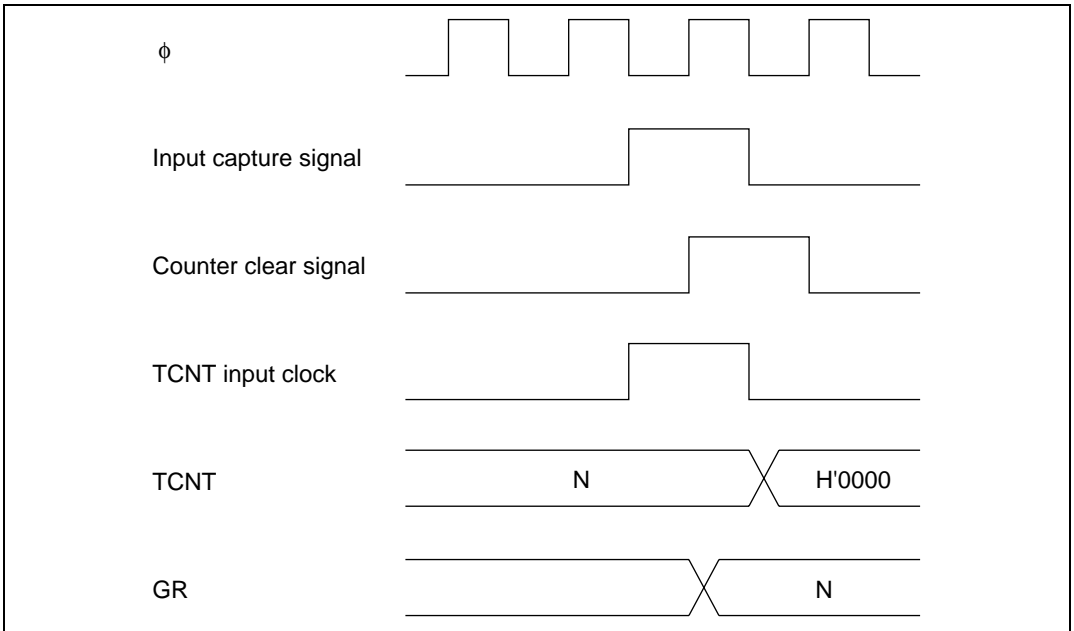 ϕ
Input capture signal
Counter clear signal
TCNT input clock
TCNT N H'0000
GR N